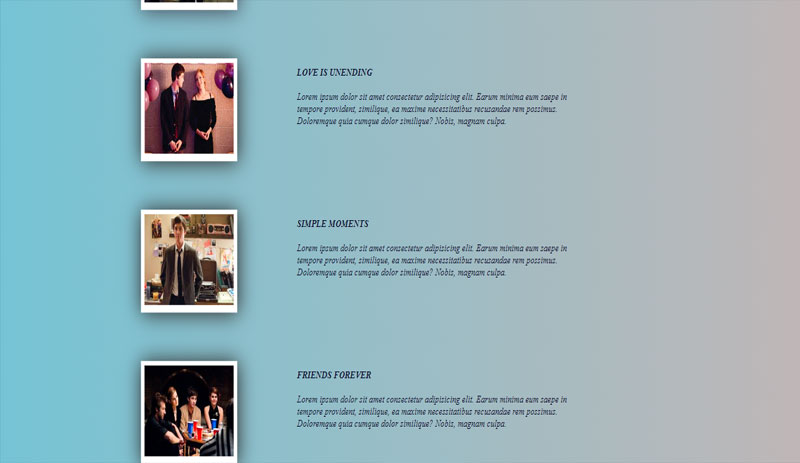 LOVE IS UNENDING
Lorem ipsum dolor sit amet consectetur adipisicing elit. Earum minima eum saepe in
tempore provident, similique, ea maxime necessitatibus recusandae rem possimus.
Doloremque quia cumque dolor similique? Nobis, magnam culpa.
SIMPLE MOMENTS
Lorem ipsum dolor sit amet consectetur adipisicing elit. Earum minima eum saepe in
tempore provident, similique, ea maxime necessitatibus recusandae rem possimus.
Doloremque quia cumque dolor similique? Nobis, magnam culpa.
FRIENDS FOREVER
Lorem ipsum dolor sit amet consectetur adipisicing elit. Earum minima eum saepe in
tempore provident, similique, ea maxime necessitatibus recusandae rem possimus.
Doloremque quia cumque dolor similique? Nobis, magnam culpa.